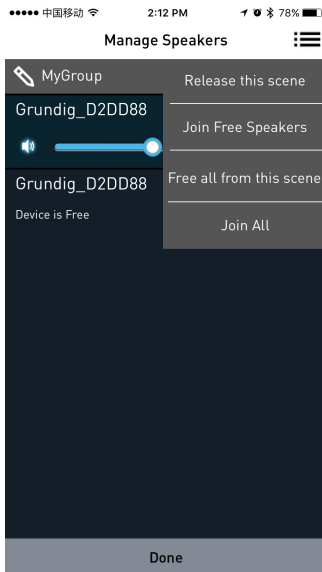 中国移动 2:12 PM 78%
Manage Speakers
MyGroup
Release this scene
Grundig_D2DD88
Join Free Speakers
Grundig_D2DD88
Free all from this scene
Device is Free
Join All
Done